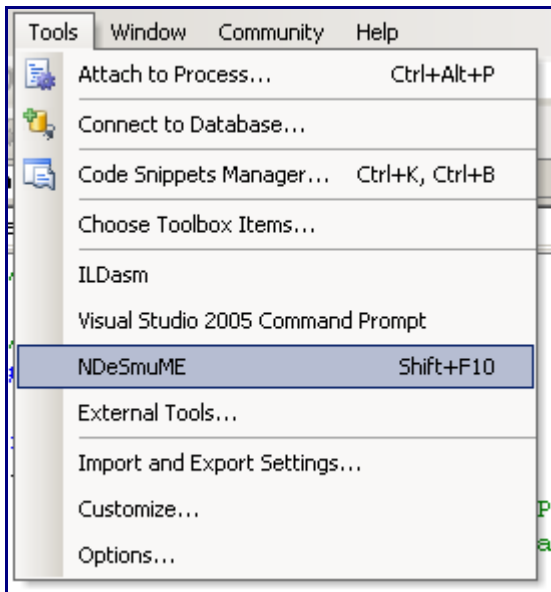 Tools Window Community Help
Attach to Process... Ctrl+Alt+P
Connect to Database...
Code Snippets Manager... Ctrl+K, Ctrl+B
Choose Toolbox Items...
ILDasm
Visual Studio 2005 Command Prompt
NDeSmuME Shift+F10
External Tools...
Import and Export Settings...
Customize...
Options...